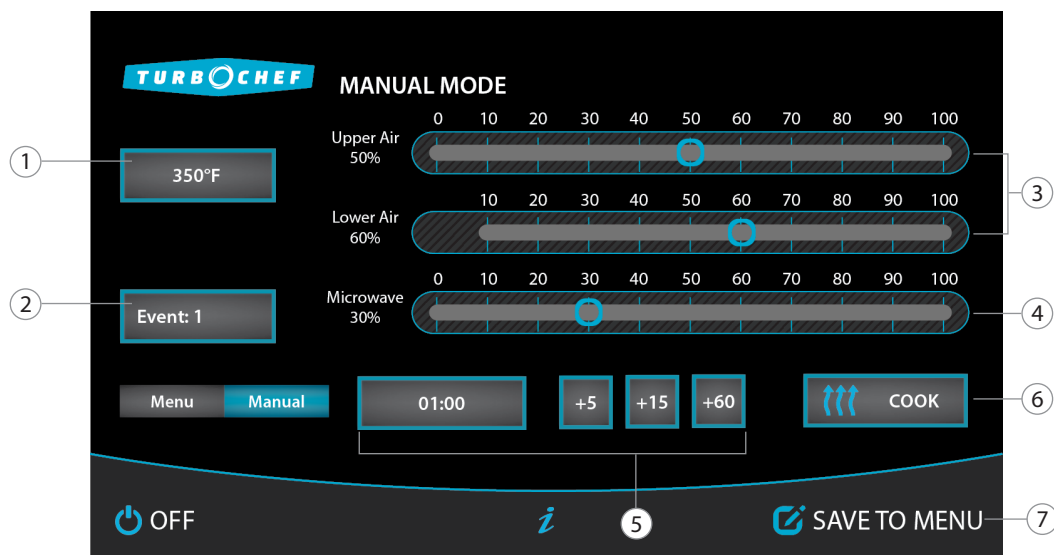 TURBOCHEF
MANUAL MODE
0 10 20 30 40 50 60 70 80 90 100
Upper Air
50%
1
350°F
10 20 30 40 50 60 70 80 90 100
Lower Air
60%
3
0 10 20 30 40 50 60 70 80 90 100
Microwave
30%
2
Event: 1
4
Menu Manual
01:00
+5 +15 +60
COOK
6
OFF
i
5
SAVE TO MENU
7